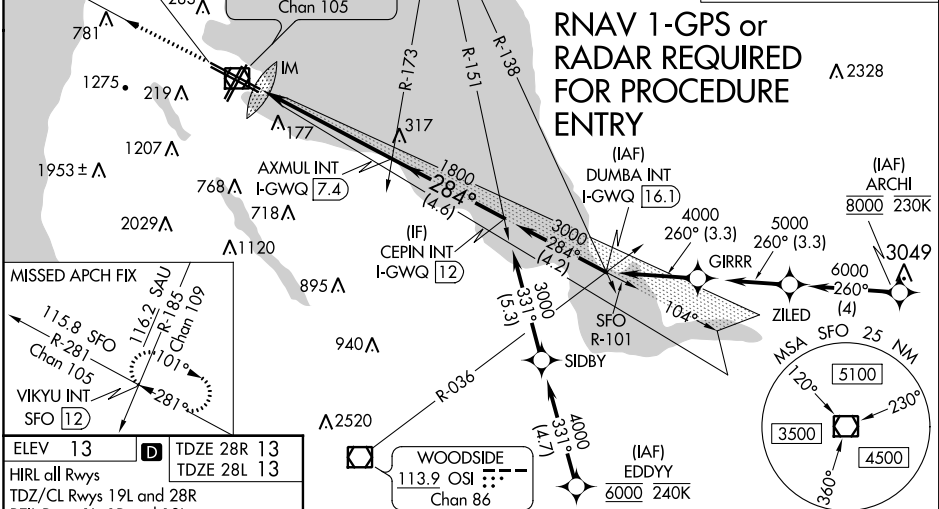 Chan 105
RNAV 1-GPS or
RADAR REQUIRED
FOR PROCEDURE
ENTRY
781
1275
219
IM
R-173
R-151
R-138
2328
177
317
1207
1953 ±
768
718
2029
1120
895
940
2520
AXMUL INT
I-GWQ 7.4
1800
284°
(4.6)
(IF)
CEPIN INT
I-GWQ 12
3000
284°
(4.2)
(IAF)
DUMBA INT
I-GWQ 16.1
4000
260° (3.3)
GIRRR
5000
260° (3.3)
ZILED
6000
260°
(4)
(IAF)
ARCHI
8000 230K
3049
104°
SFO
R-101
3000
331°
(5.3)
SIDBY
R-036
4000
331°
(4.7)
(IAF)
EDDYY
6000 240K
WOODSIDE
113.9 OSI
Chan 86
MSA SFO 25 NM
120°
230°
360°
5100
3500
4500
MISSED APCH FIX
116.2 SAU
R-185
Chan 109
115.8 SFO
R-281
Chan 105
101°
281°
VIKYU INT
SFO 12
ELEV 13
D
TDZE 28R 13
TDZE 28L 13
HIRL all Rwys
TDZ/CL Rwys 19L and 28R